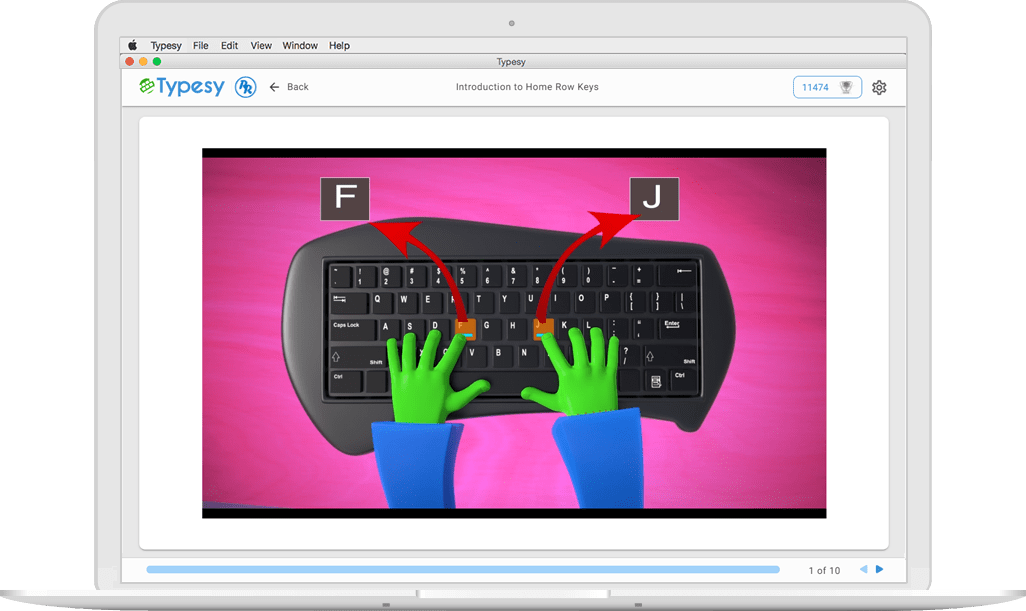 Typesy File Edit View Window Help
Typesy
Typesy R Back
Introduction to Home Row Keys
11474
F J
~ ! @ # $ % ^ & * ( ) - +
1 2 3 4 5 6 7 8 9 0 - =
Q W E R T Y U I O P { } |
[ ] \
Caps Lock A S D F G H J K L : " Enter
; '
Shift X C V B N ? / Shift
Ctrl Ctrl
1 of 10